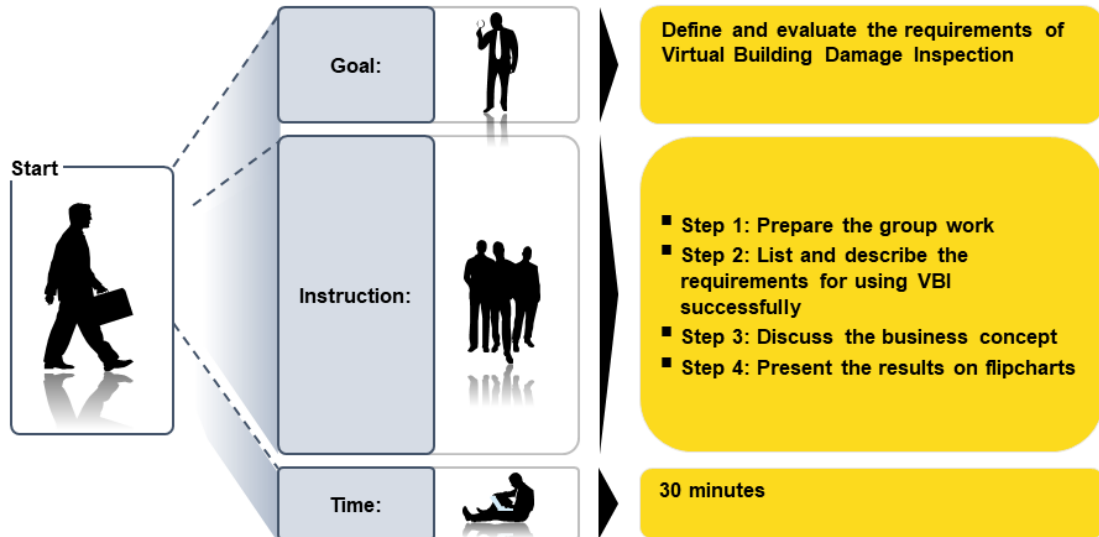 Start
Goal:
Define and evaluate the requirements of
Virtual Building Damage Inspection
Instruction:
▪ Step 1: Prepare the group work
▪ Step 2: List and describe the
requirements for using VBI
successfully
▪ Step 3: Discuss the business concept
▪ Step 4: Present the results on flipcharts
Time:
30 minutes